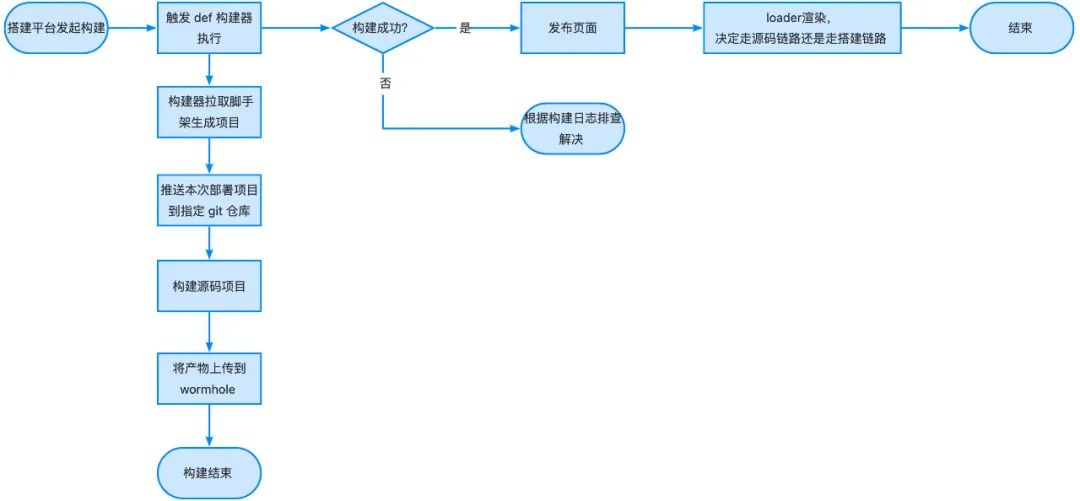 搭建平台发起构建
触发 def 构建器
执行
构建成功?
是
发布页面
loader渲染,
决定走源码链路还是走搭建链路
结束
否
根据构建日志排查
解决
构建器拉取脚手
架生成项目
推送本次部署项目
到指定 git 仓库
构建源码项目
将产物上传到
wormhole
构建结束